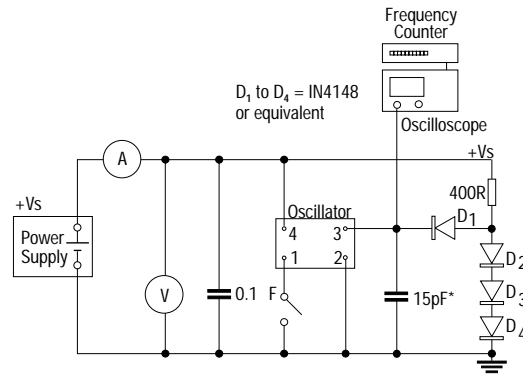 Frequency
Counter
D1 to D4 = IN4148
or equivalent
Oscilloscope
A
+Vs
+Vs
400R
Oscillator
D1
Power
Supply
4 3
1 2
D2
V
0.1
F
15pF*
D3
D4